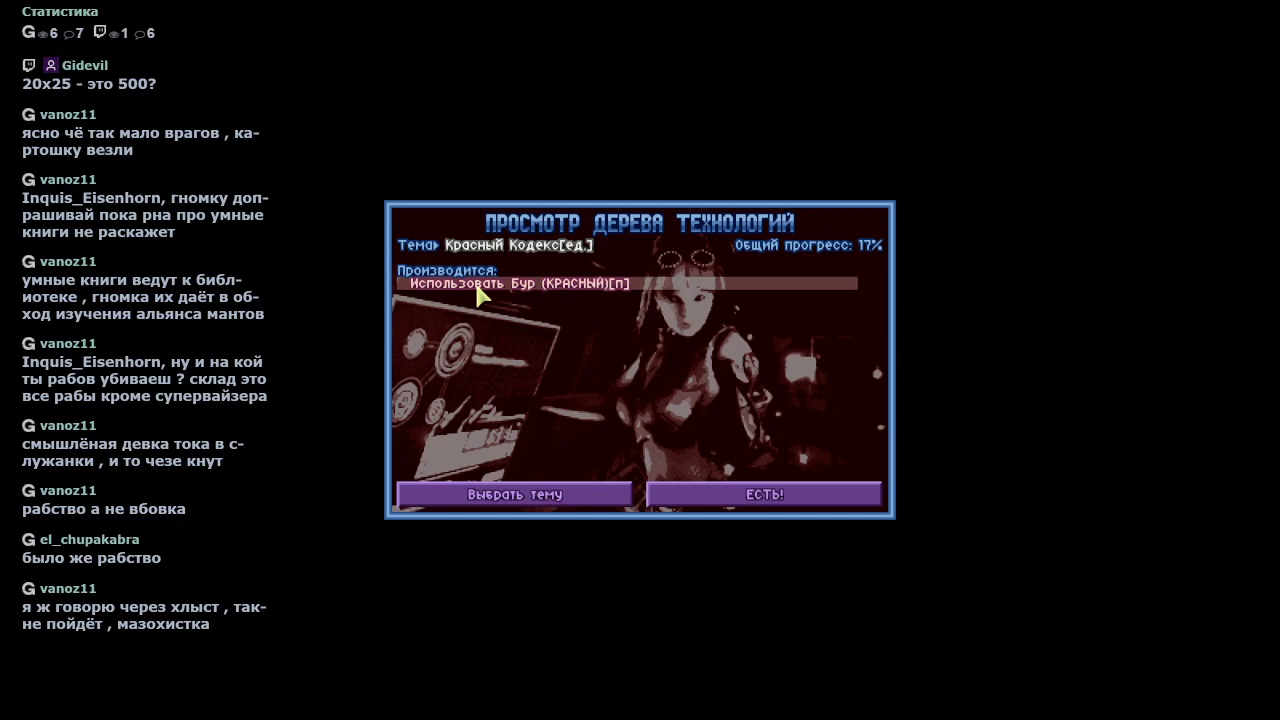 Статистика
6 7 1 6
Gidevil
20x25 - это 500?
vanoz11
ясно чё так мало врагов , ка-
ртошку везли
vanoz11
Inquis_Eisenhorn, гномку доп-
рашивай пока рна про умные
книги не раскажет
vanoz11
умные книги ведут к библ-
иотеке , гномка их даёт в об-
ход изучения альянса мантов
vanoz11
Inquis_Eisenhorn, ну и на кой
ты рабов убиваеш ? склад это
все рабы кроме супервайзера
vanoz11
смышлёная девка тока в с-
лужанки , и то чезе кнут
vanoz11
рабство а не вбовка
el_chupakabra
было же рабство
vanoz11
я ж говорю через хлыст , так-
не пойдёт , мазохистка
ПРОСМОТР ДЕРЕВА ТЕХНОЛОГИЙ
Тема Красный Кодекс[ед.] Общий прогресс: 17%
Производится:
Использовать Бур (КРАСНЫЙ)[п]
Выбрать тему ЕСТЬ!